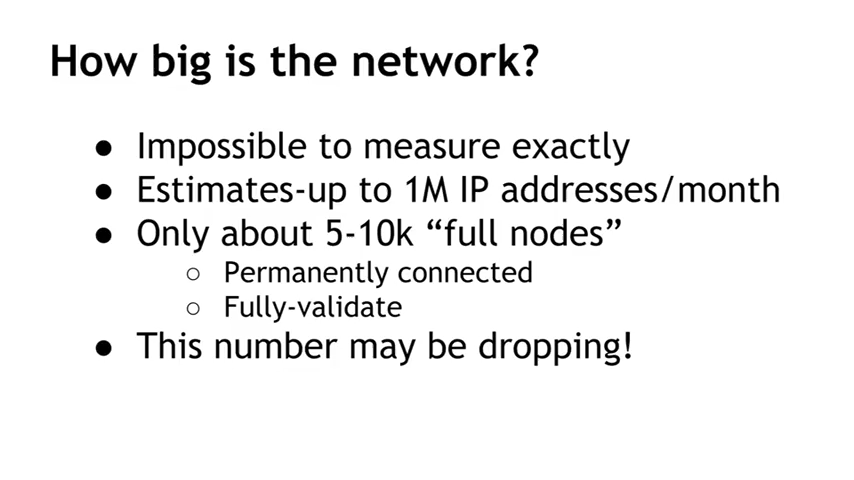 How big is the network?
● Impossible to measure exactly
● Estimates-up to 1M IP addresses/month
● Only about 5-10k “full nodes”
○ Permanently connected
○ Fully-validate
● This number may be dropping!